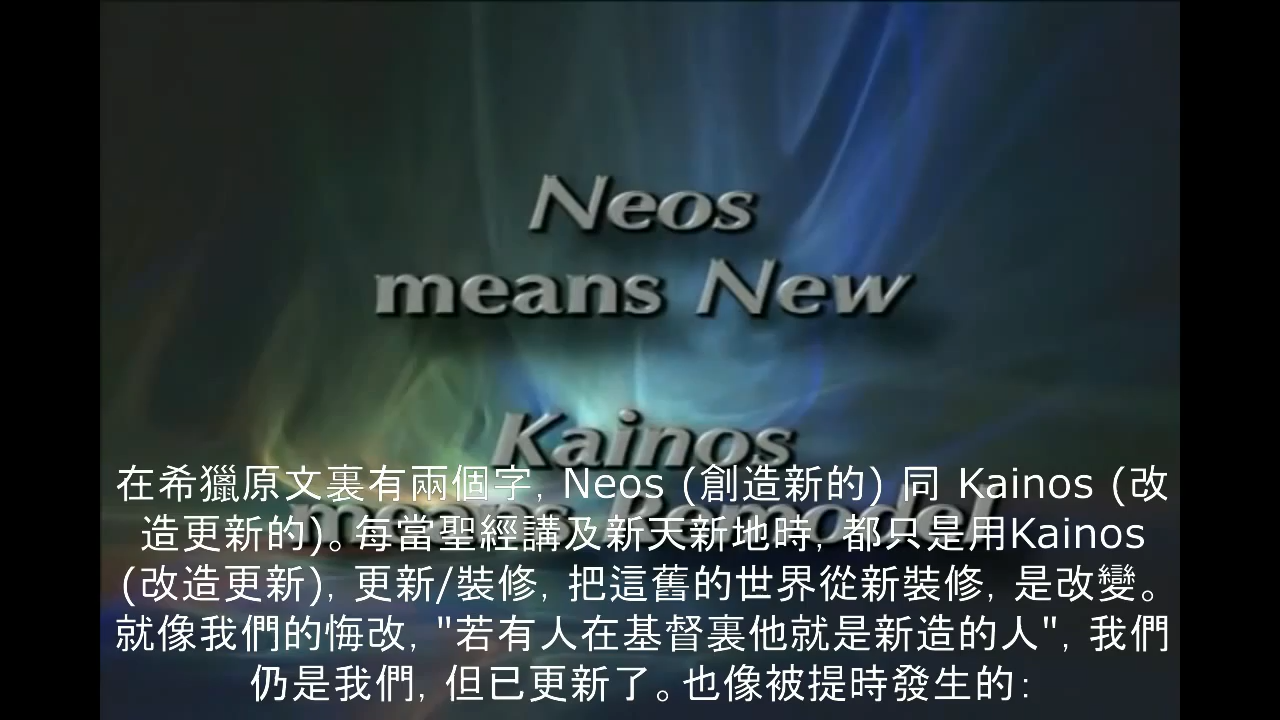 Neos
means New
Kainos
means Remodel
在希獵原文裏有兩個字, Neos (創造新的) 同 Kainos (改
造更新的)。每當聖經講及新天新地時, 都只是用Kainos
(改造更新), 更新/裝修, 把這舊的世界從新裝修, 是改變。
就像我們的悔改, "若有人在基督裏他就是新造的人", 我們
仍是我們, 但已更新了。也像被提時發生的: